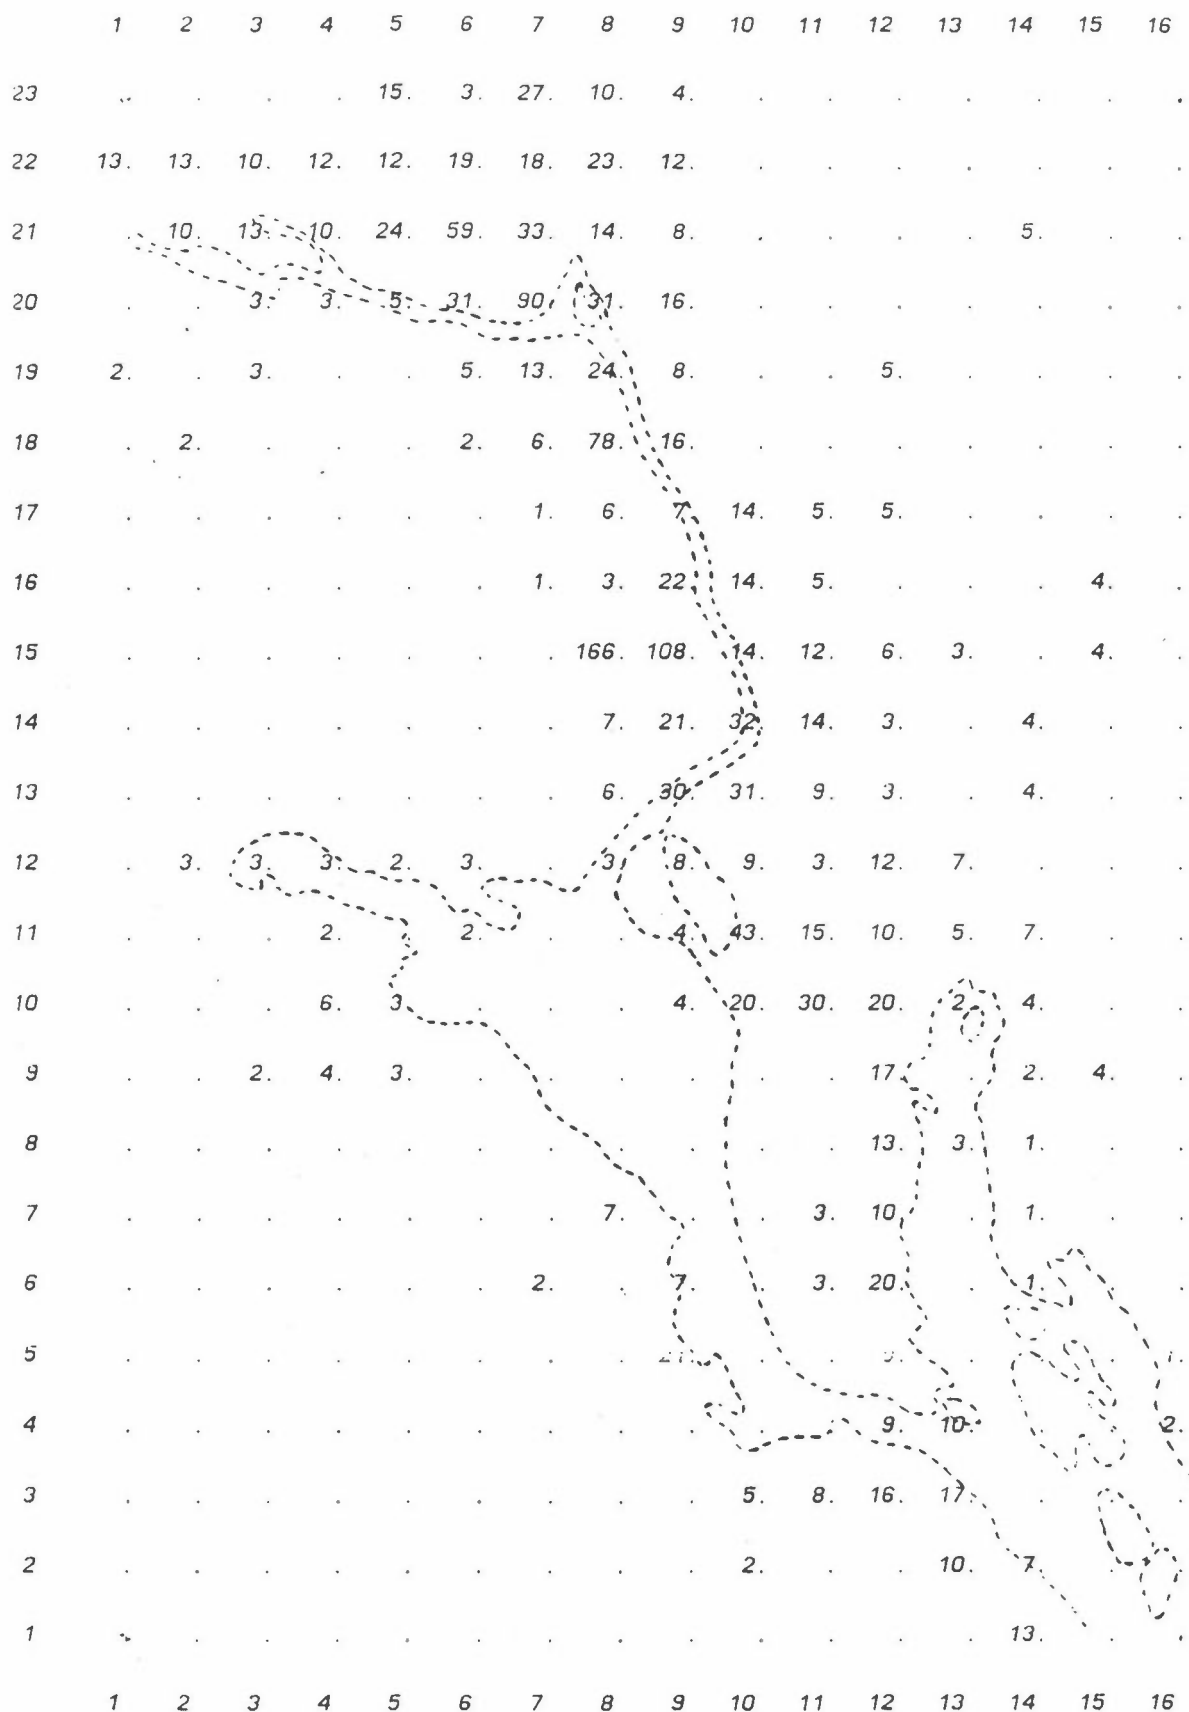 1 2 3 4 5 6 7 8 9 10 11 12 13 14 15 16
23 . . . . 15. 3. 27. 10. 4. . . . . . . .
22 13. 13. 10. 12. 12. 19. 18. 23. 12. . . . . . . .
21 . 10. 13. 10. 24. 59. 33. 14. 8. . . . . 5. . .
20 . . 3. 3. 5. 31. 90. 31. 16. . . . . . . .
19 2. . 3. . . 5. 13. 24. 8. . . 5. . . . .
18 . 2. . . . 2. 6. 78. 16. . . . . . . .
17 . . . . . . 1. 6. 7. 14. 5. 5. . . . .
16 . . . . . . 1. 3. 22. 14. 5. . . . 4. .
15 . . . . . . . 166. 108. 14. 12. 6. 3. . 4. .
14 . . . . . . . 7. 21. 32. 14. 3. . 4. . .
13 . . . . . . . 6. 30. 31. 9. 3. . 4. . .
12 . 3. 3. 3. 2. 3. . 3. 8. 9. 3. 12. 7. . . .
11 . . . 2. . 2. . . 4. 43. 15. 10. 5. 7. . .
10 . . . 6. 3. . . . 4. 20. 30. 20. 2. 4. . .
9 . . 2. 4. 3. . . . . . . 17. . 2. 4. .
8 . . . . . . . . . . . 13. 3. 1. . .
7 . . . . . . . 7. . . 3. 10. . 1. . .
6 . . . . . . 2. . 7. . 3. 20. . 1. . .
5 . . . . . . . . . . . . . . 1.
4 . . . . . . . . . . . 9. 10. . . 2.
3 . . . . . . . . . 5. 8. 16. 17. . . .
2 . . . . . . . . . 2. . . 10. 7. . .
1 . . . . . . . . . . . . . 13. . .
1 2 3 4 5 6 7 8 9 10 11 12 13 14 15 16